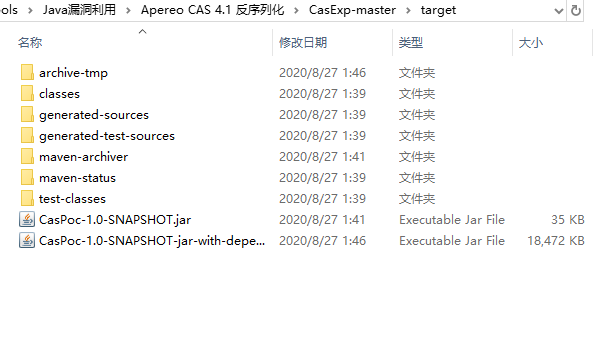 ools › Java漏洞利用 › Apereo CAS 4.1 反序列化 › CasExp-master › target
名称 修改日期 类型 大小
archive-tmp 2020/8/27 1:46 文件夹
classes 2020/8/27 1:39 文件夹
generated-sources 2020/8/27 1:39 文件夹
generated-test-sources 2020/8/27 1:39 文件夹
maven-archiver 2020/8/27 1:41 文件夹
maven-status 2020/8/27 1:39 文件夹
test-classes 2020/8/27 1:39 文件夹
CasPoc-1.0-SNAPSHOT.jar 2020/8/27 1:41 Executable Jar File 35 KB
CasPoc-1.0-SNAPSHOT-jar-with-depe... 2020/8/27 1:46 Executable Jar File 18,472 KB